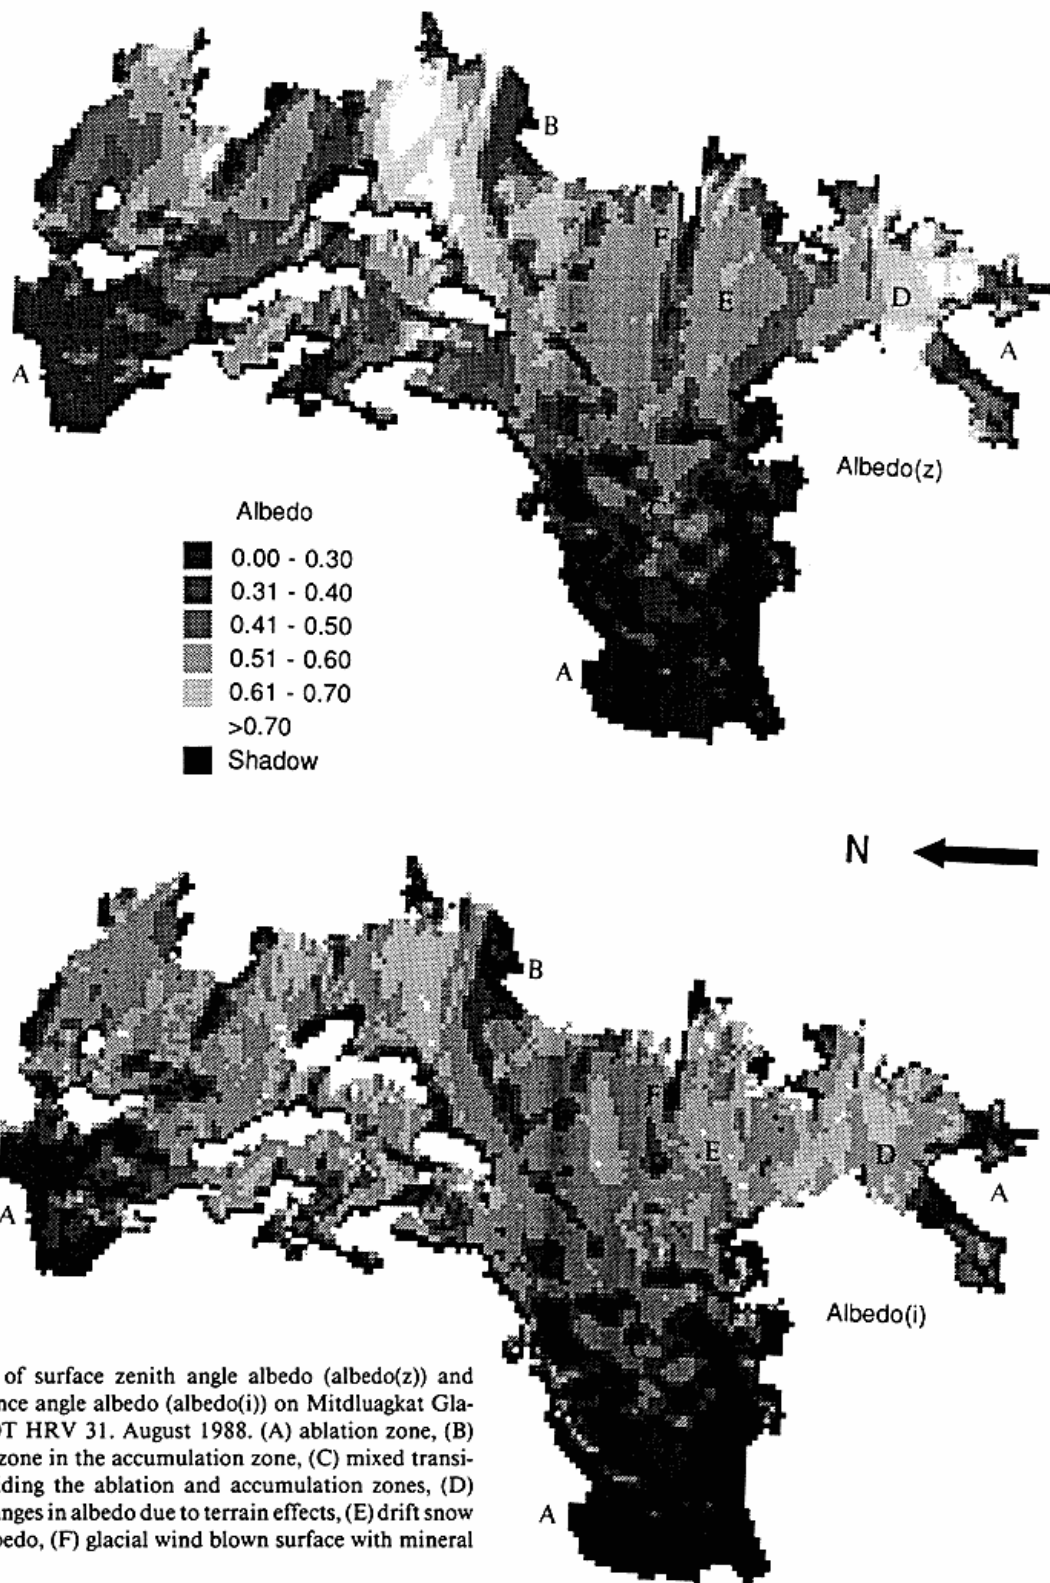 B
F
E
D
A
A
Albedo(z)
C
Albedo
0.00 - 0.30
0.31 - 0.40
0.41 - 0.50
0.51 - 0.60
0.61 - 0.70
>0.70
Shadow
A
N
B
F
E
D
A
A
Albedo(i)
C
of surface zenith angle albedo (albedo(z)) and
nce angle albedo (albedo(i)) on Mitdluagkat Gla-
OT HRV 31. August 1988. (A) ablation zone, (B)
zone in the accumulation zone, (C) mixed transi-
ding the ablation and accumulation zones, (D)
nges in albedo due to terrain effects, (E) drift snow
bedo, (F) glacial wind blown surface with mineral
A